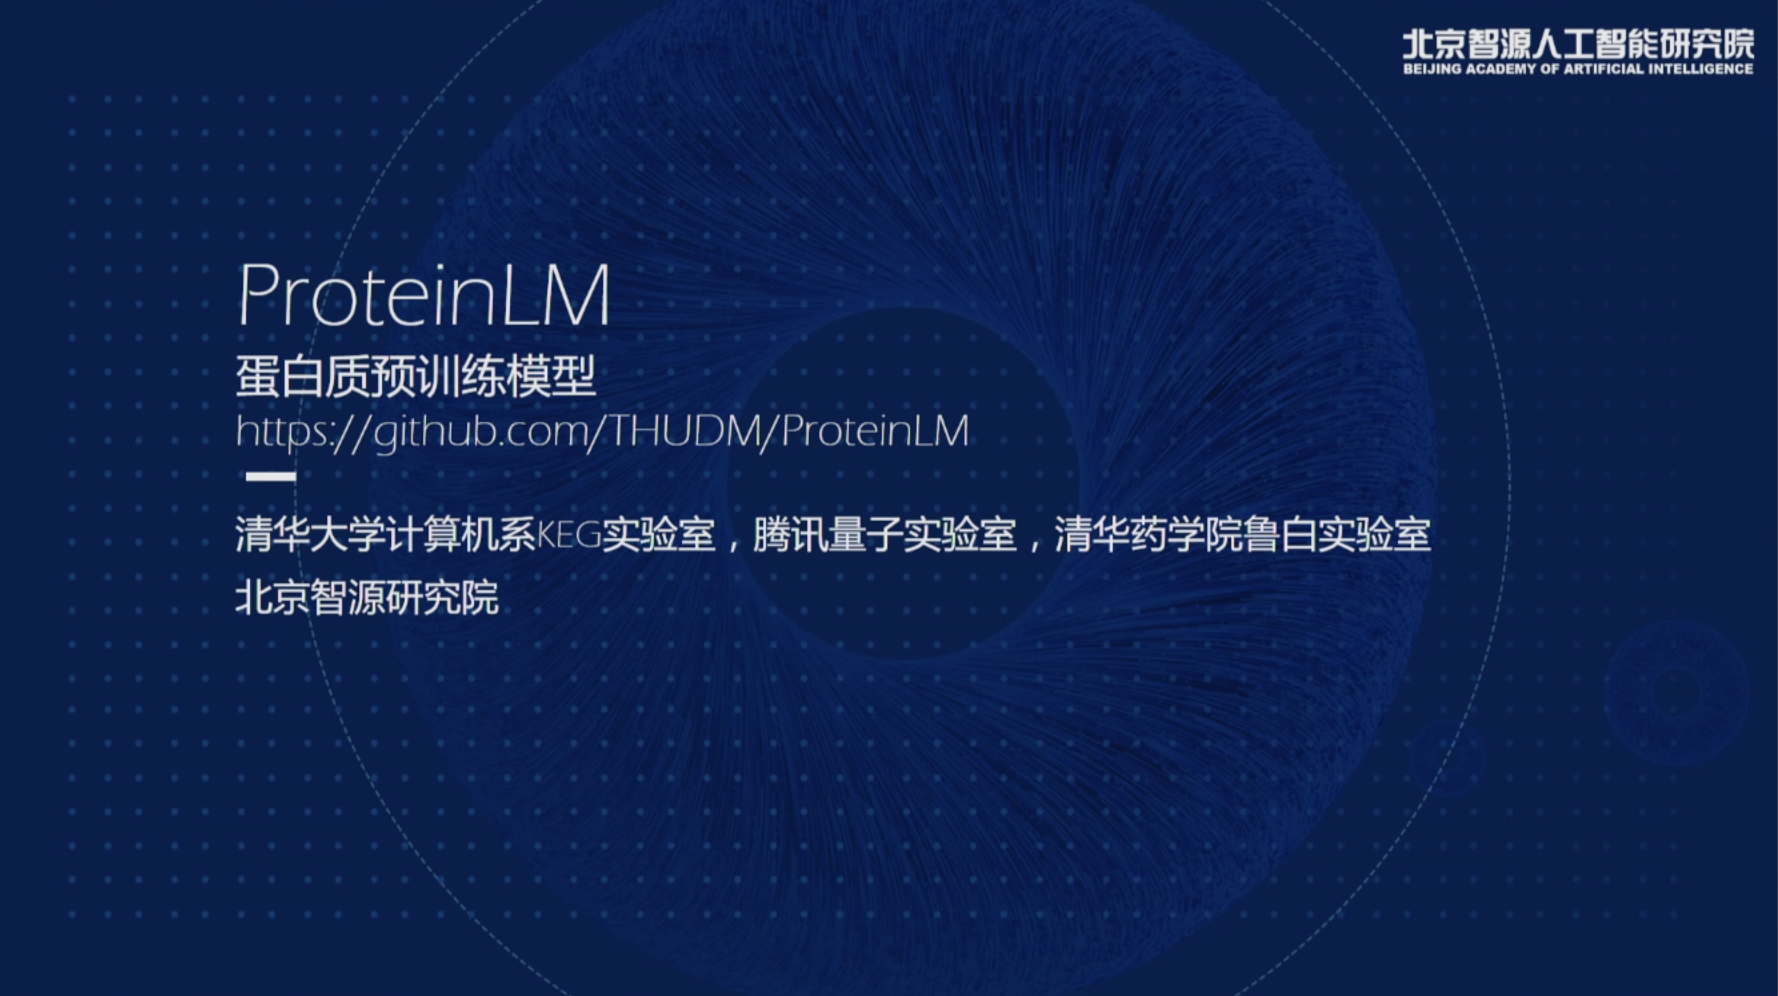 北京智源人工智能研究院
BEIJING ACADEMY OF ARTIFICIAL INTELLIGENCE
ProteinLM
蛋白质预训练模型
https://github.com/THUDM/ProteinLM
清华大学计算机系KEG实验室，腾讯量子实验室，清华药学院鲁白实验室
北京智源研究院